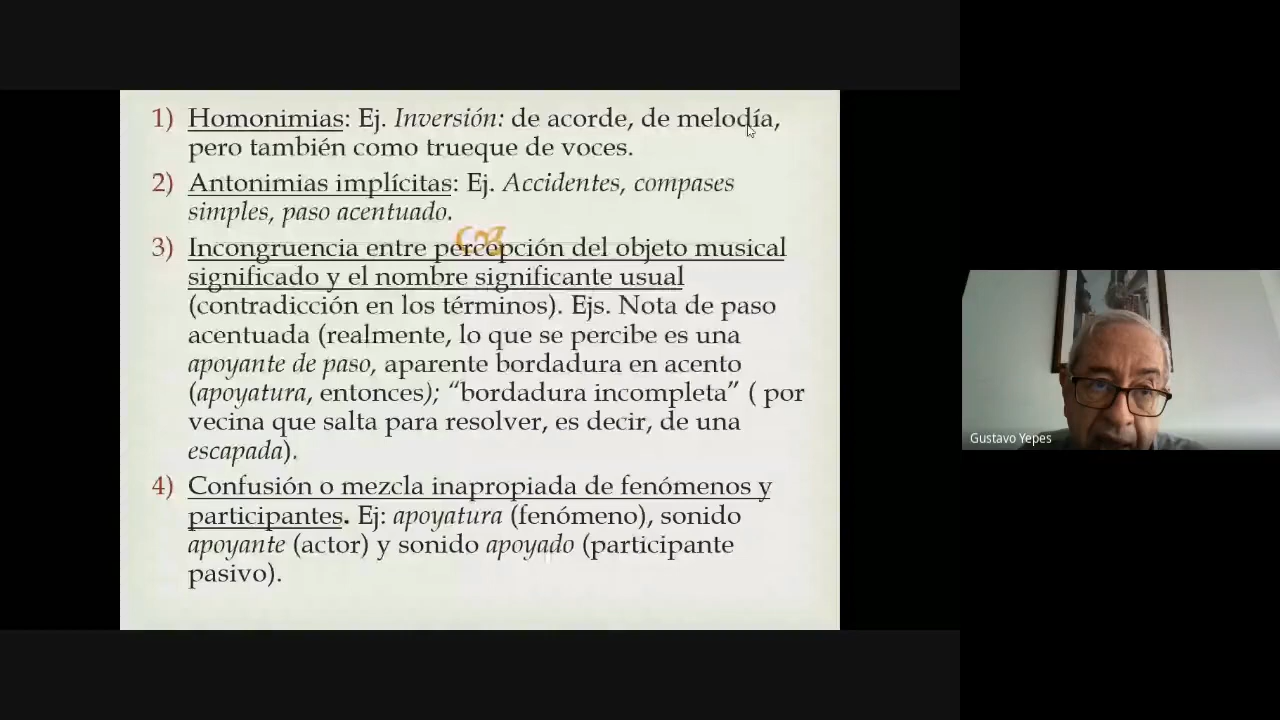 1) Homonimias: Ej. Inversión: de acorde, de melodía,
pero también como trueque de voces.
2) Antonimias implícitas: Ej. Accidentes, compases
simples, paso acentuado.
3) Incongruencia entre percepción del objeto musical
significado y el nombre significante usual
(contradicción en los términos). Ejs. Nota de paso
acentuada (realmente, lo que se percibe es una
apoyante de paso, aparente bordadura en acento
(apoyatura, entonces); “bordadura incompleta” ( por
vecina que salta para resolver, es decir, de una
escapada).
4) Confusión o mezcla inapropiada de fenómenos y
participantes. Ej: apoyatura (fenómeno), sonido
apoyante (actor) y sonido apoyado (participante
pasivo).
Gustavo Yepes